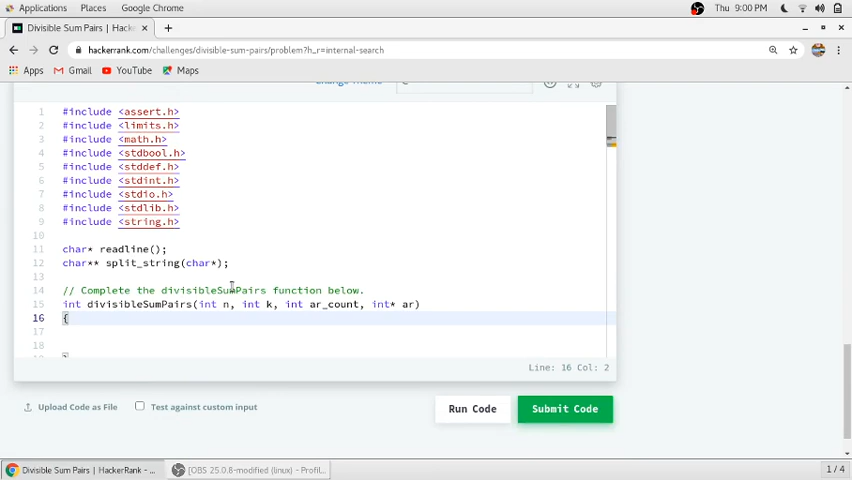 Applications Places Google Chrome Thu 9:00 PM 1 / 4
Divisible Sum Pairs | Hacker
hackerrank.com/challenges/divisible-sum-pairs/problem?h_r=internal-search
Apps Gmail YouTube Maps
1 #include <assert.h>
2 #include <limits.h>
3 #include <math.h>
4 #include <stdbool.h>
5 #include <stddef.h>
6 #include <stdint.h>
7 #include <stdio.h>
8 #include <stdlib.h>
9 #include <string.h>
10
11 char* readline();
12 char** split_string(char*);
13
14 // Complete the divisibleSumPairs function below.
15 int divisibleSumPairs(int n, int k, int ar_count, int* ar)
16 {
17
18
Line: 16 Col: 2
Upload Code as File Test against custom input Run Code Submit Code
Divisible Sum Pairs | HackerRank - ... [OBS 25.0.8-modified (linux) - Profil... 1 / 4